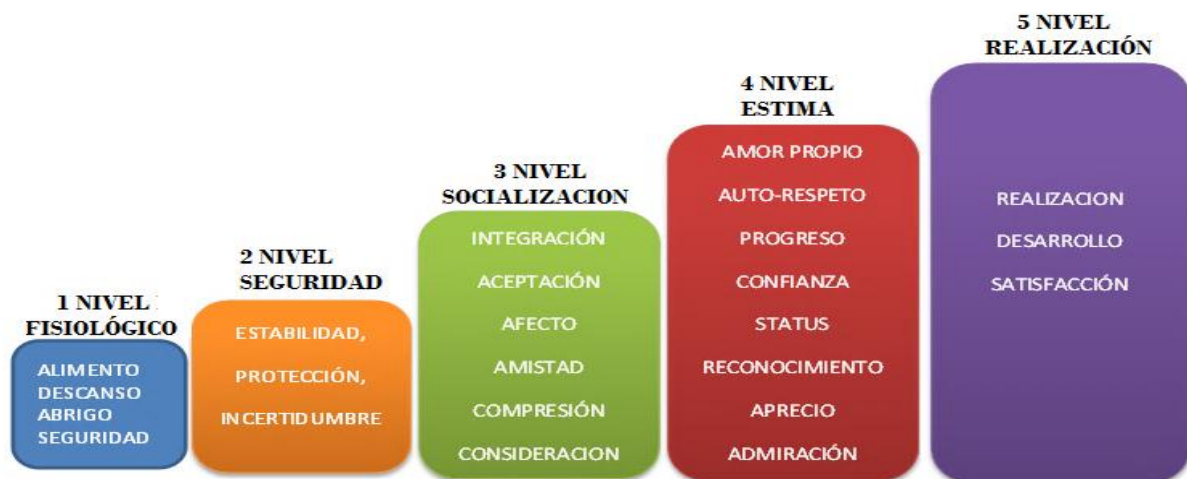 1 NIVEL
FISIOLÓGICO
ALIMENTO
DESCANSO
ABRIGO
SEGURIDAD
2 NIVEL
SEGURIDAD
ESTABILIDAD,
PROTECCIÓN,
INCERTIDUMBRE
3 NIVEL
SOCIALIZACION
INTEGRACIÓN
ACEPTACIÓN
AFECTO
AMISTAD
COMPRESIÓN
CONSIDERACION
4 NIVEL
ESTIMA
AMOR PROPIO
AUTO-RESPETO
PROGRESO
CONFIANZA
STATUS
RECONOCIMIENTO
APRECIO
ADMIRACIÓN
5 NIVEL
REALIZACIÓN
REALIZACION
DESARROLLO
SATISFACCIÓN